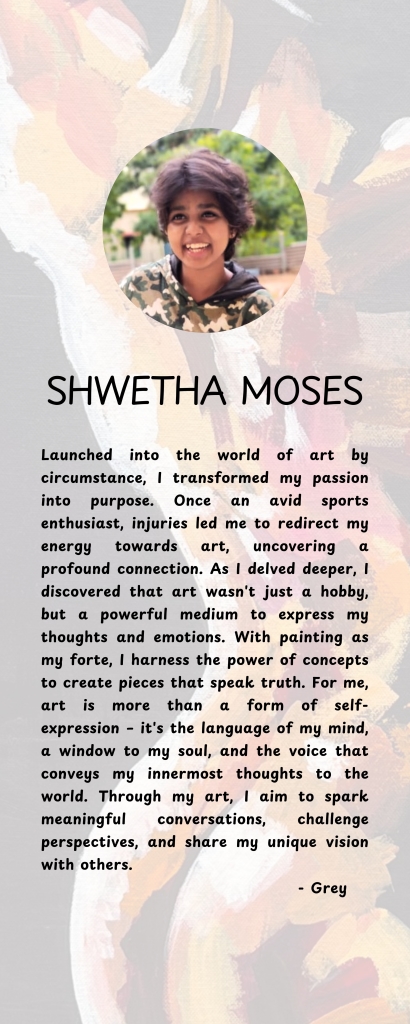 SHWETHA MOSES
Launched into the world of art by
circumstance, I transformed my passion
into purpose. Once an avid sports
enthusiast, injuries led me to redirect my
energy towards art, uncovering a
profound connection. As I delved deeper, I
discovered that art wasn't just a hobby,
but a powerful medium to express my
thoughts and emotions. With painting as
my forte, I harness the power of concepts
to create pieces that speak truth. For me,
art is more than a form of self-
expression – it's the language of my mind,
a window to my soul, and the voice that
conveys my innermost thoughts to the
world. Through my art, I aim to spark
meaningful conversations, challenge
perspectives, and share my unique vision
with others.
- Grey